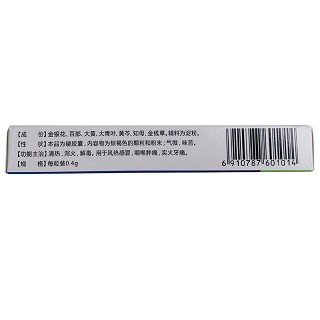 【成 份】金银花、百部、大黄、大青叶、黄芩、知母、金莲草。辅料为淀粉。
【性 状】本品为硬胶囊,内容物为棕褐色的颗粒和粉末;气微,味苦。
【功能主治】清热,泻火,解毒。用于风热感冒,咽喉肿痛,实火牙痛。
【规 格】每粒装0.4g
6 910787 601014